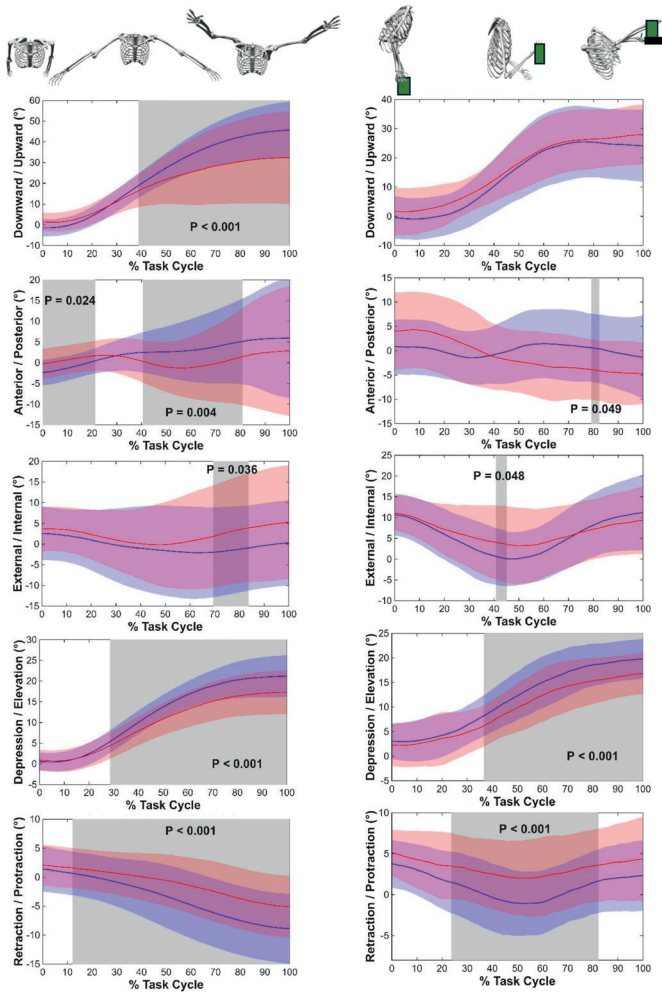 60
50
40
30
20
10
0
-10
Downward / Upward (°)
P < 0.001
0 10 20 30 40 50 60 70 80 90 100
% Task Cycle
40
30
20
10
0
-10
Downward / Upward (°)
0 10 20 30 40 50 60 70 80 90 100
% Task Cycle
20
15
10
5
0
-5
-10
-15
Anterior / Posterior (°)
P = 0.024
P = 0.004
0 10 20 30 40 50 60 70 80 90 100
% Task Cycle
15
10
5
0
-5
-10
-15
Anterior / Posterior (°)
P = 0.049
0 10 20 30 40 50 60 70 80 90 100
% Task Cycle
20
15
10
5
0
-5
-10
-15
External / Internal (°)
P = 0.036
0 10 20 30 40 50 60 70 80 90 100
% Task Cycle
25
20
15
10
5
0
-5
-10
External / Internal (°)
P = 0.048
0 10 20 30 40 50 60 70 80 90 100
% Task Cycle
30
25
20
15
10
5
0
-5
Depression / Elevation (°)
P < 0.001
0 10 20 30 40 50 60 70 80 90 100
% Task Cycle
25
20
15
10
5
0
-5
Depression / Elevation (°)
P < 0.001
0 10 20 30 40 50 60 70 80 90 100
% Task Cycle
10
5
0
-5
-10
-15
Retraction / Protraction (°)
P < 0.001
0 10 20 30 40 50 60 70 80 90 100
% Task Cycle
10
5
0
-5
Retraction / Protraction (°)
P < 0.001
0 10 20 30 40 50 60 70 80 90 100
% Task Cycle